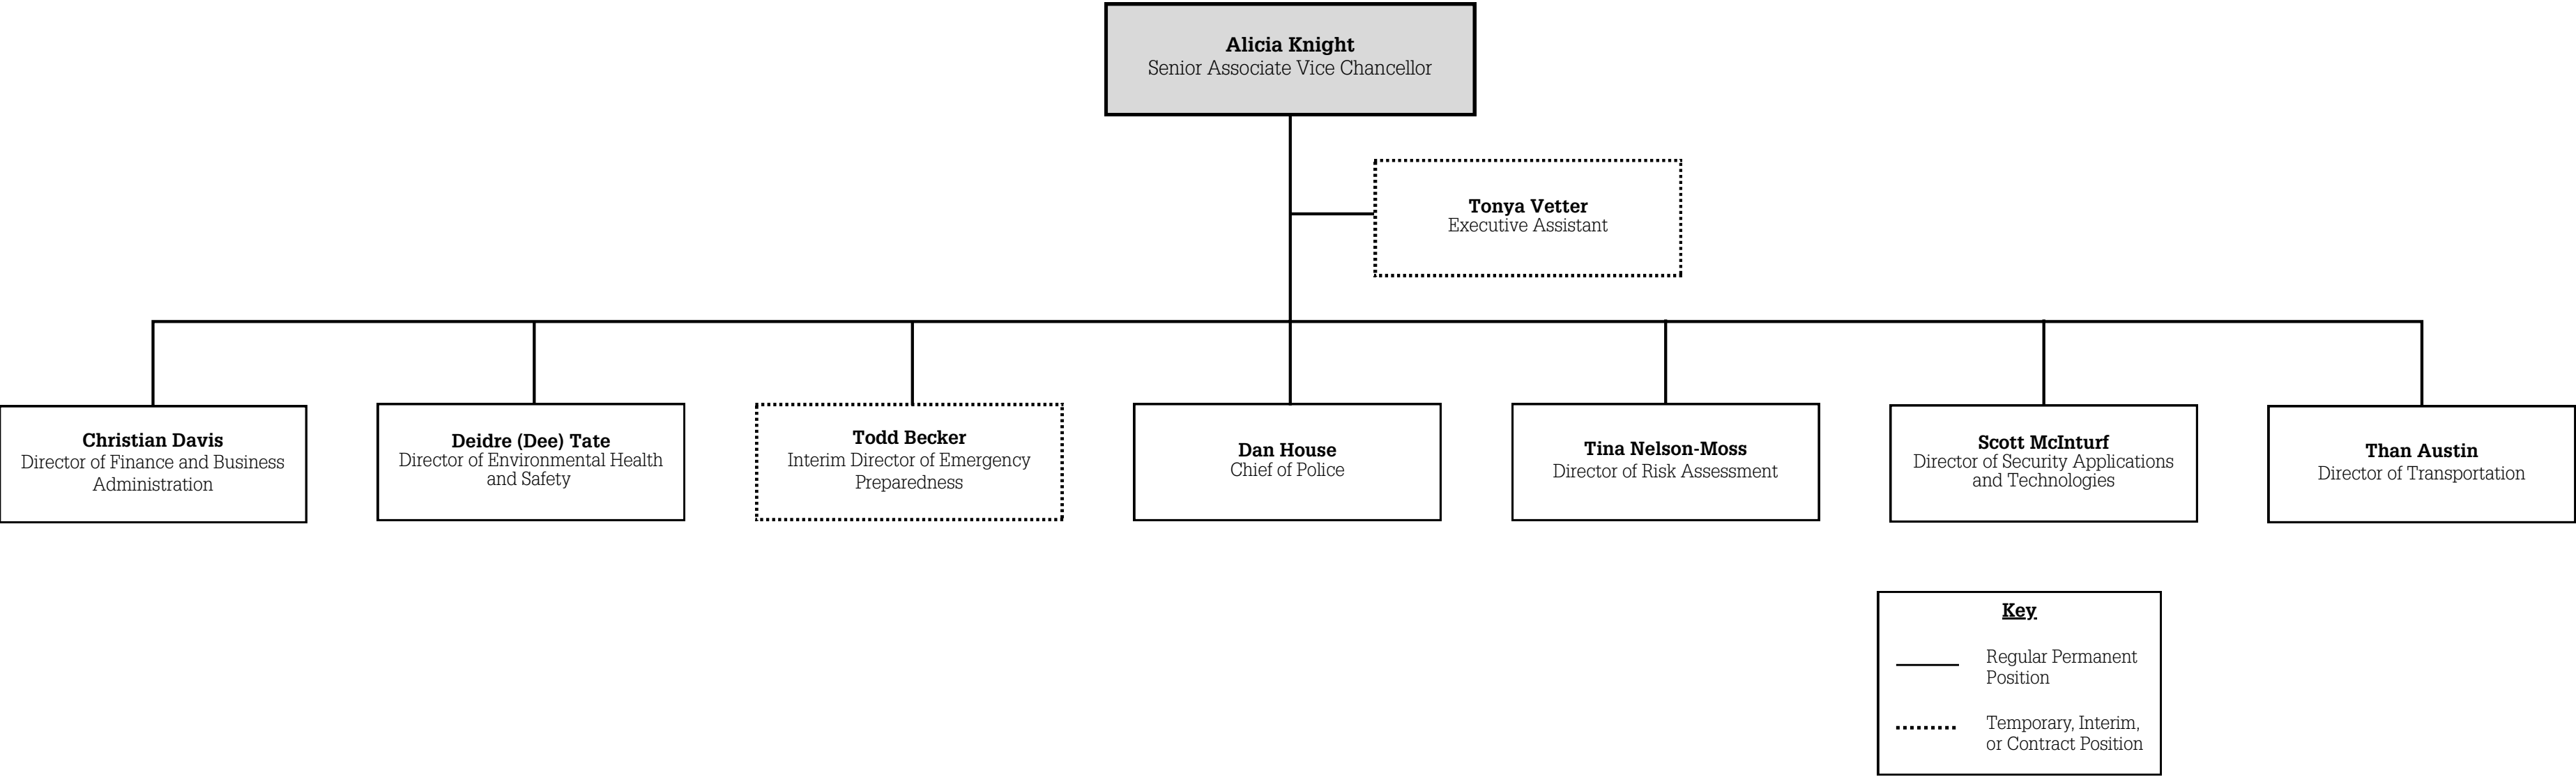 Alicia Knight
Senior Associate Vice Chancellor
Tonya Vetter
Executive Assistant
Christian Davis
Director of Finance and Business
Administration
Deidre (Dee) Tate
Director of Environmental Health
and Safety
Todd Becker
Interim Director of Emergency
Preparedness
Dan House
Chief of Police
Tina Nelson-Moss
Director of Risk Assessment
Scott McInturf
Director of Security Applications
and Technologies
Than Austin
Director of Transportation
Key
Regular Permanent
Position
Temporary, Interim,
or Contract Position